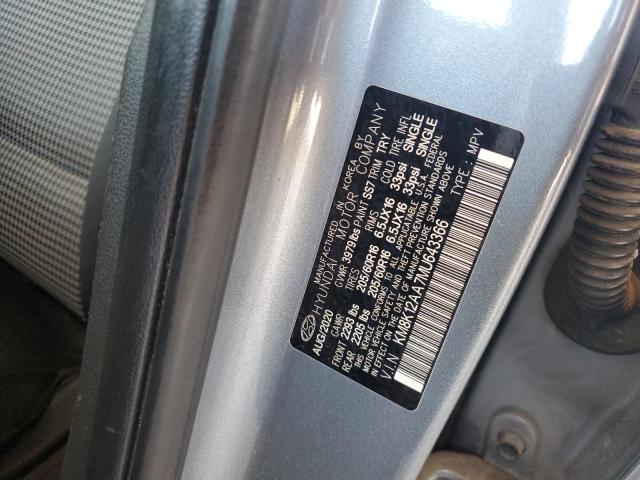 MANUFACTURED IN KOREA BY
HYUNDAI MOTOR COMPANY
AUG/2020 GVWR 3979 lbs PAINT SS7 TRIM TRY
GAWR TIRES RIMS COLD TIRE INFL
FRONT 2293 lbs 205/60R16 6.5JX16 33psi SINGLE
REAR 2205 lbs 205/60R16 6.5JX16 33psi SINGLE
THIS VEHICLE CONFORMS TO ALL APPLICABLE U.S.A. FEDERAL
MOTOR VEHICLE SAFETY AND THEFT PREVENTION STANDARDS
IN EFFECT ON THE DATE OF MANUFACTURE SHOWN ABOVE
VIN KM8K12AA7MU643366 TYPE: MPV